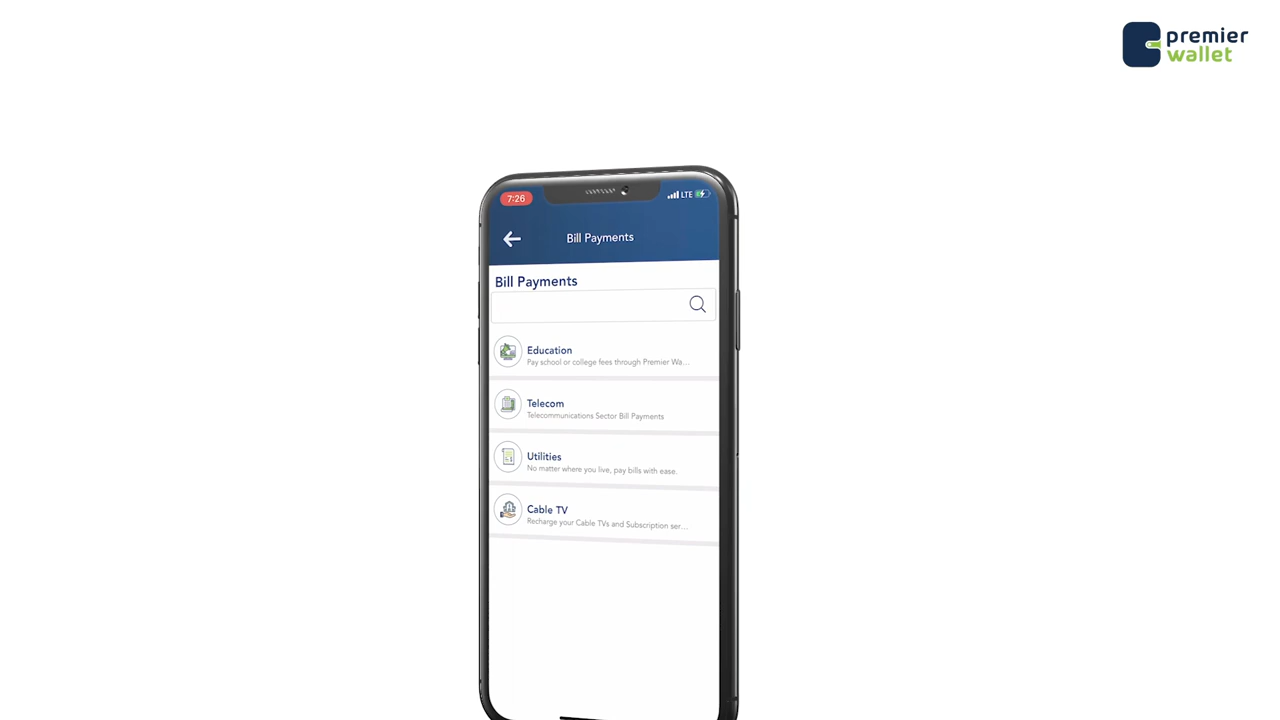 premier
wallet
7:26
LTE
Bill Payments
Bill Payments
Education
Pay school or college fees through Premier Wa...
Telecom
Telecommunications Sector Bill Payments
Utilities
No matter where you live, pay bills with ease.
Cable TV
Recharge your Cable TVs and Subscription ser...